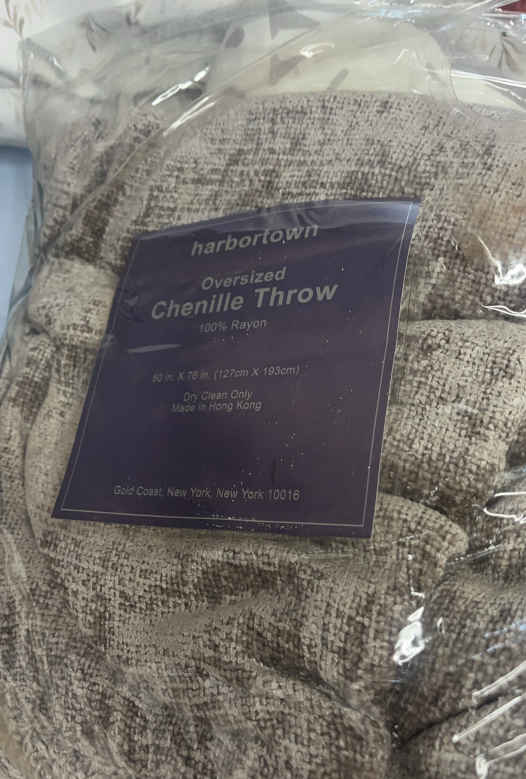 harbortown
Oversized
Chenille Throw
100% Rayon
50 in. X 76 in. (127cm X 193cm)
Dry Clean Only
Made in Hong Kong
Gold Coast, New York, New York 10016